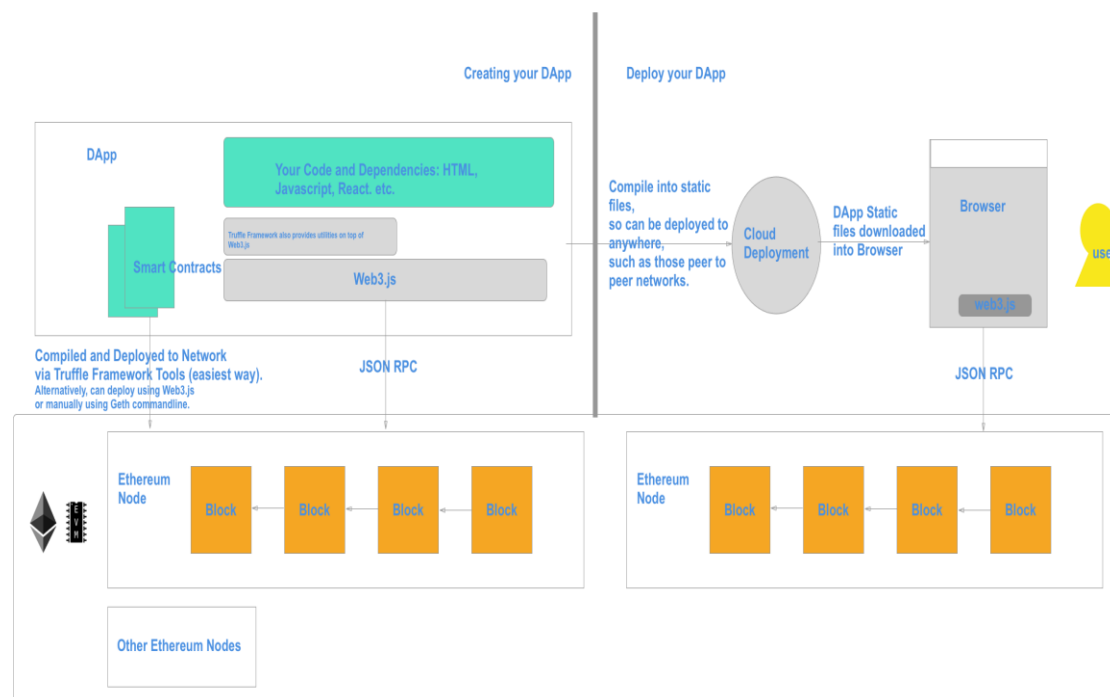 Creating your DApp
Deploy your DApp
DApp
Your Code and Dependencies: HTML,
Javascript, React. etc.
Truffle Framework also provides utilities on top of
Web3.js
Smart Contracts
Web3.js
Compile into static
files,
so can be deployed to
anywhere,
such as those peer to
peer networks.
Cloud
Deployment
DApp Static
files downloaded
into Browser
Browser
web3.js
use
Compiled and Deployed to Network
via Truffle Framework Tools (easiest way).
Alternatively, can deploy using Web3.js
or manually using Geth commandline.
JSON RPC
JSON RPC
Ethereum
Node
Block
Block
Block
Block
Ethereum
Node
Block
Block
Block
Block
EVM
Other Ethereum Nodes